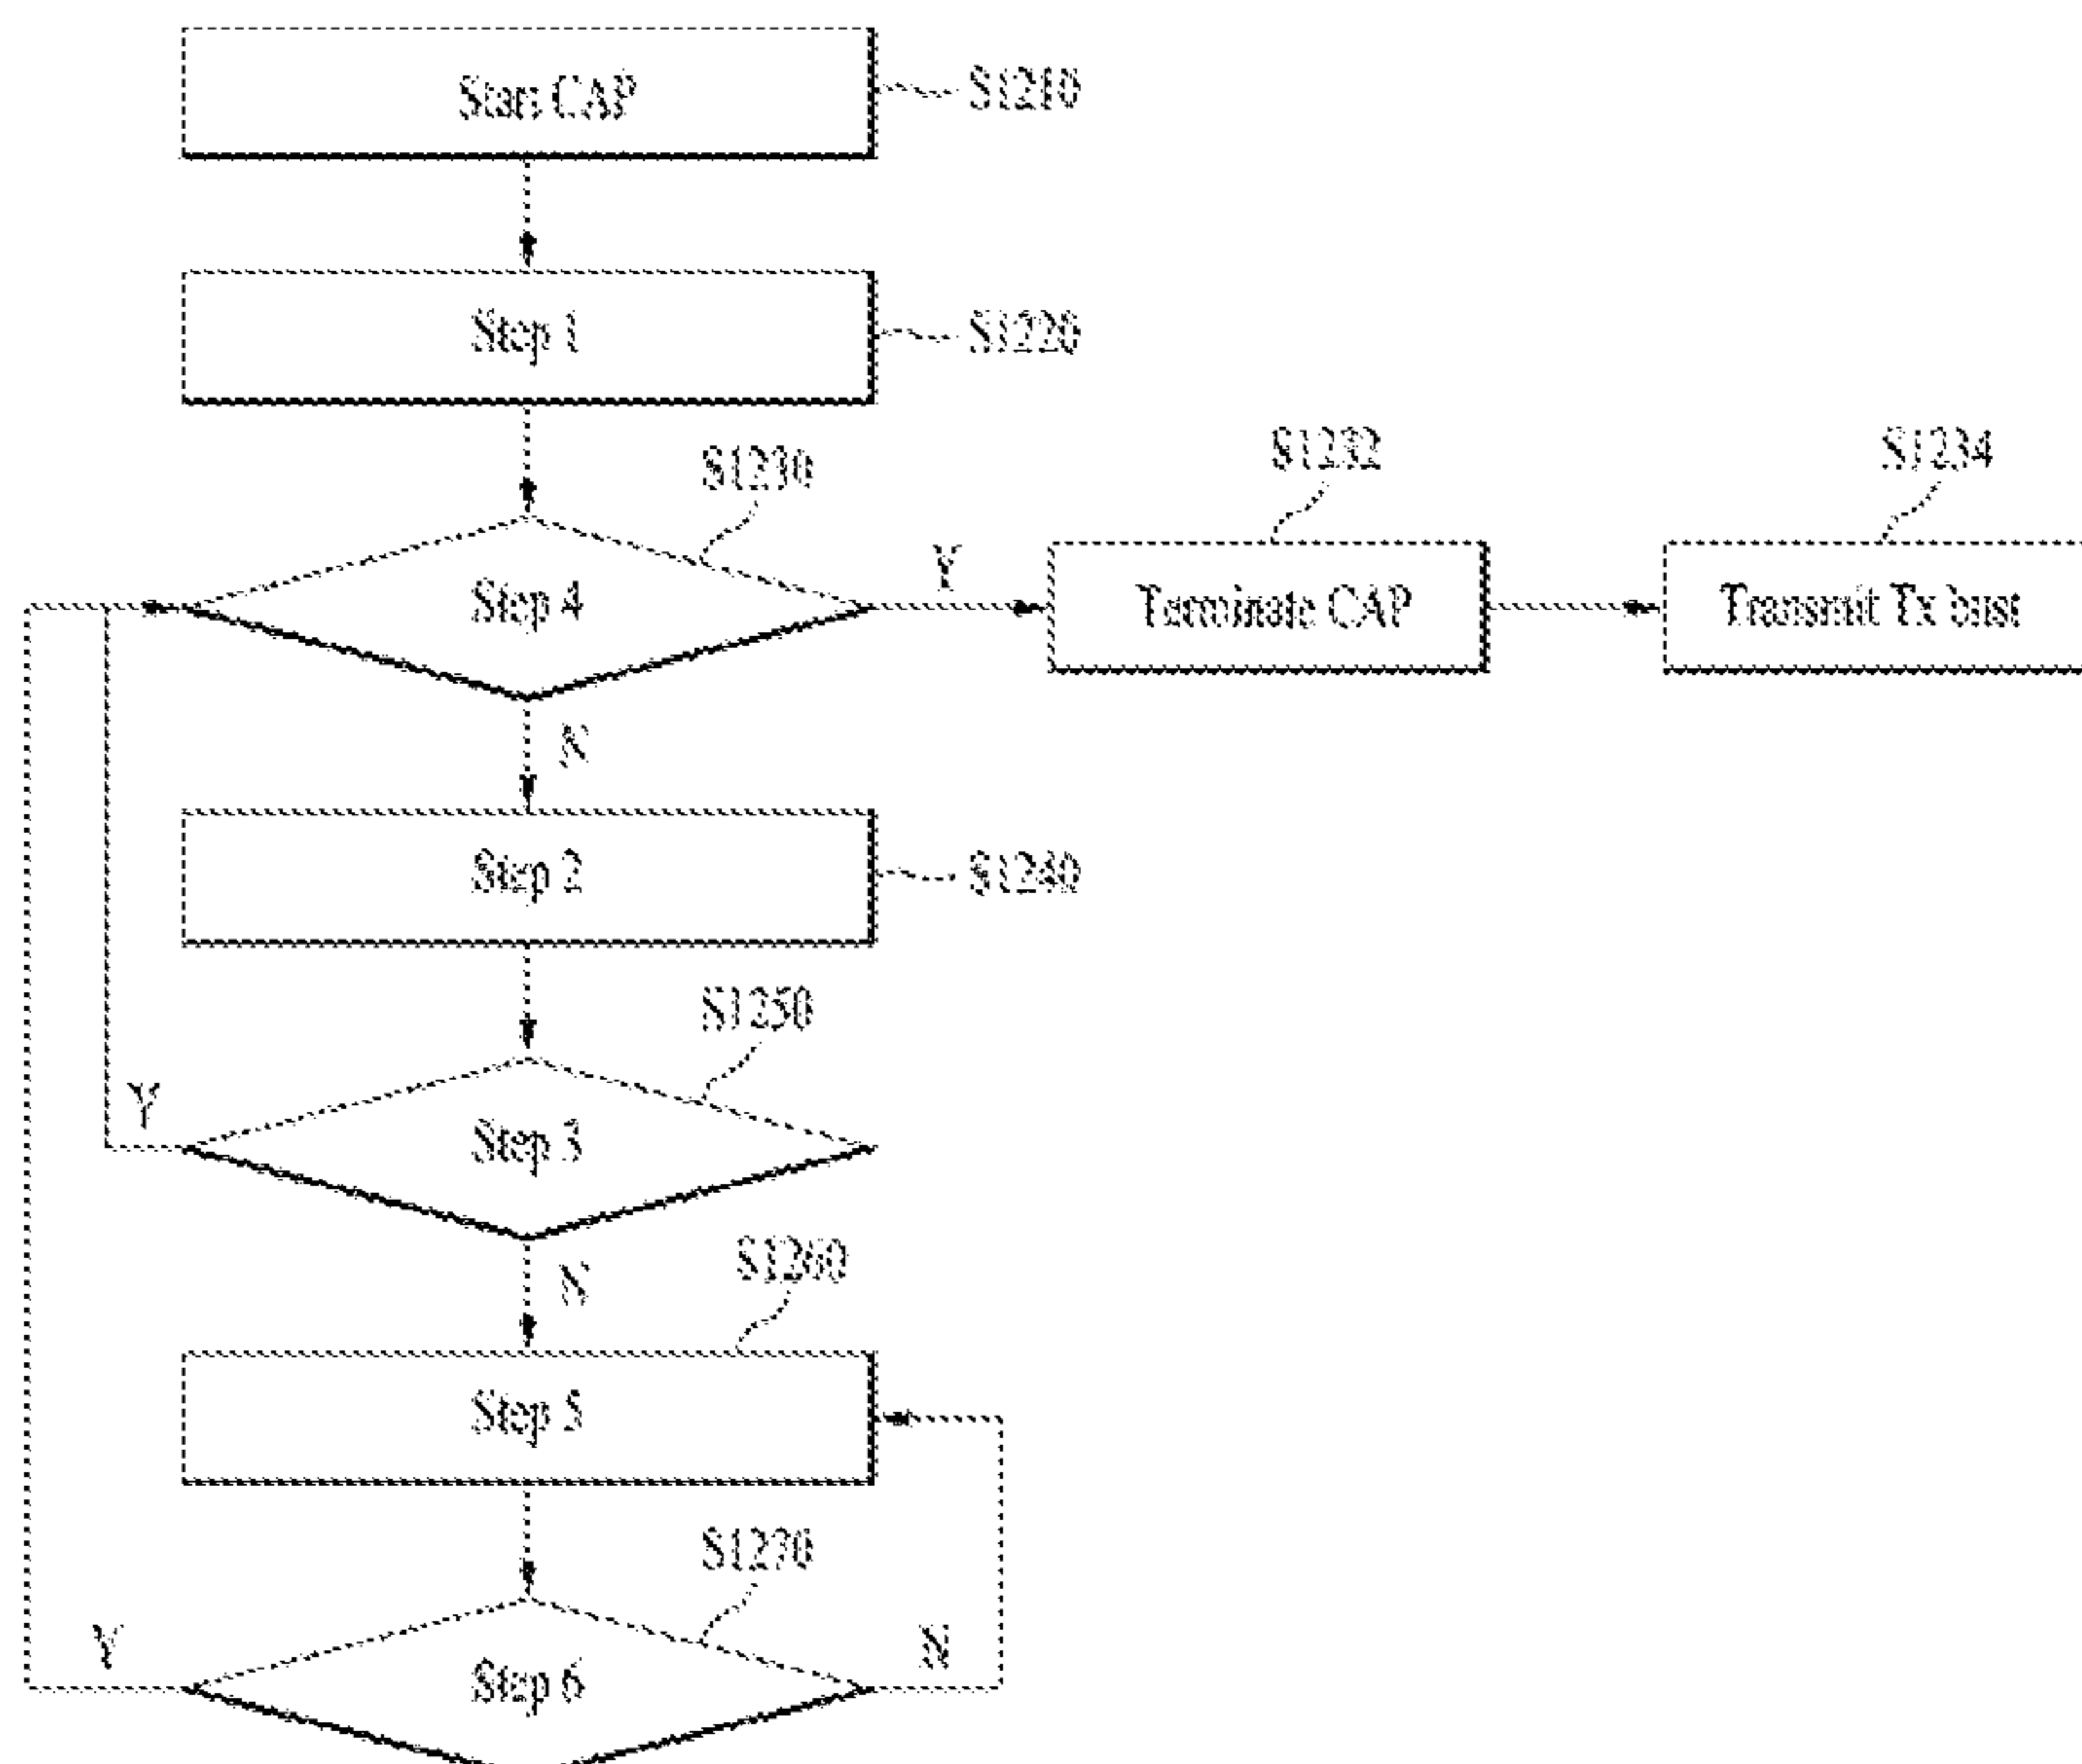 Start CAP
S1210
Step 1
S1220
S1230
S1232
S1234
Step 4
Y
Terminate CAP
Transmit Tx bust
N
Step 2
S1240
S1250
Y
Step 3
N
S1260
Step 5
S1270
Y
N
Step 6